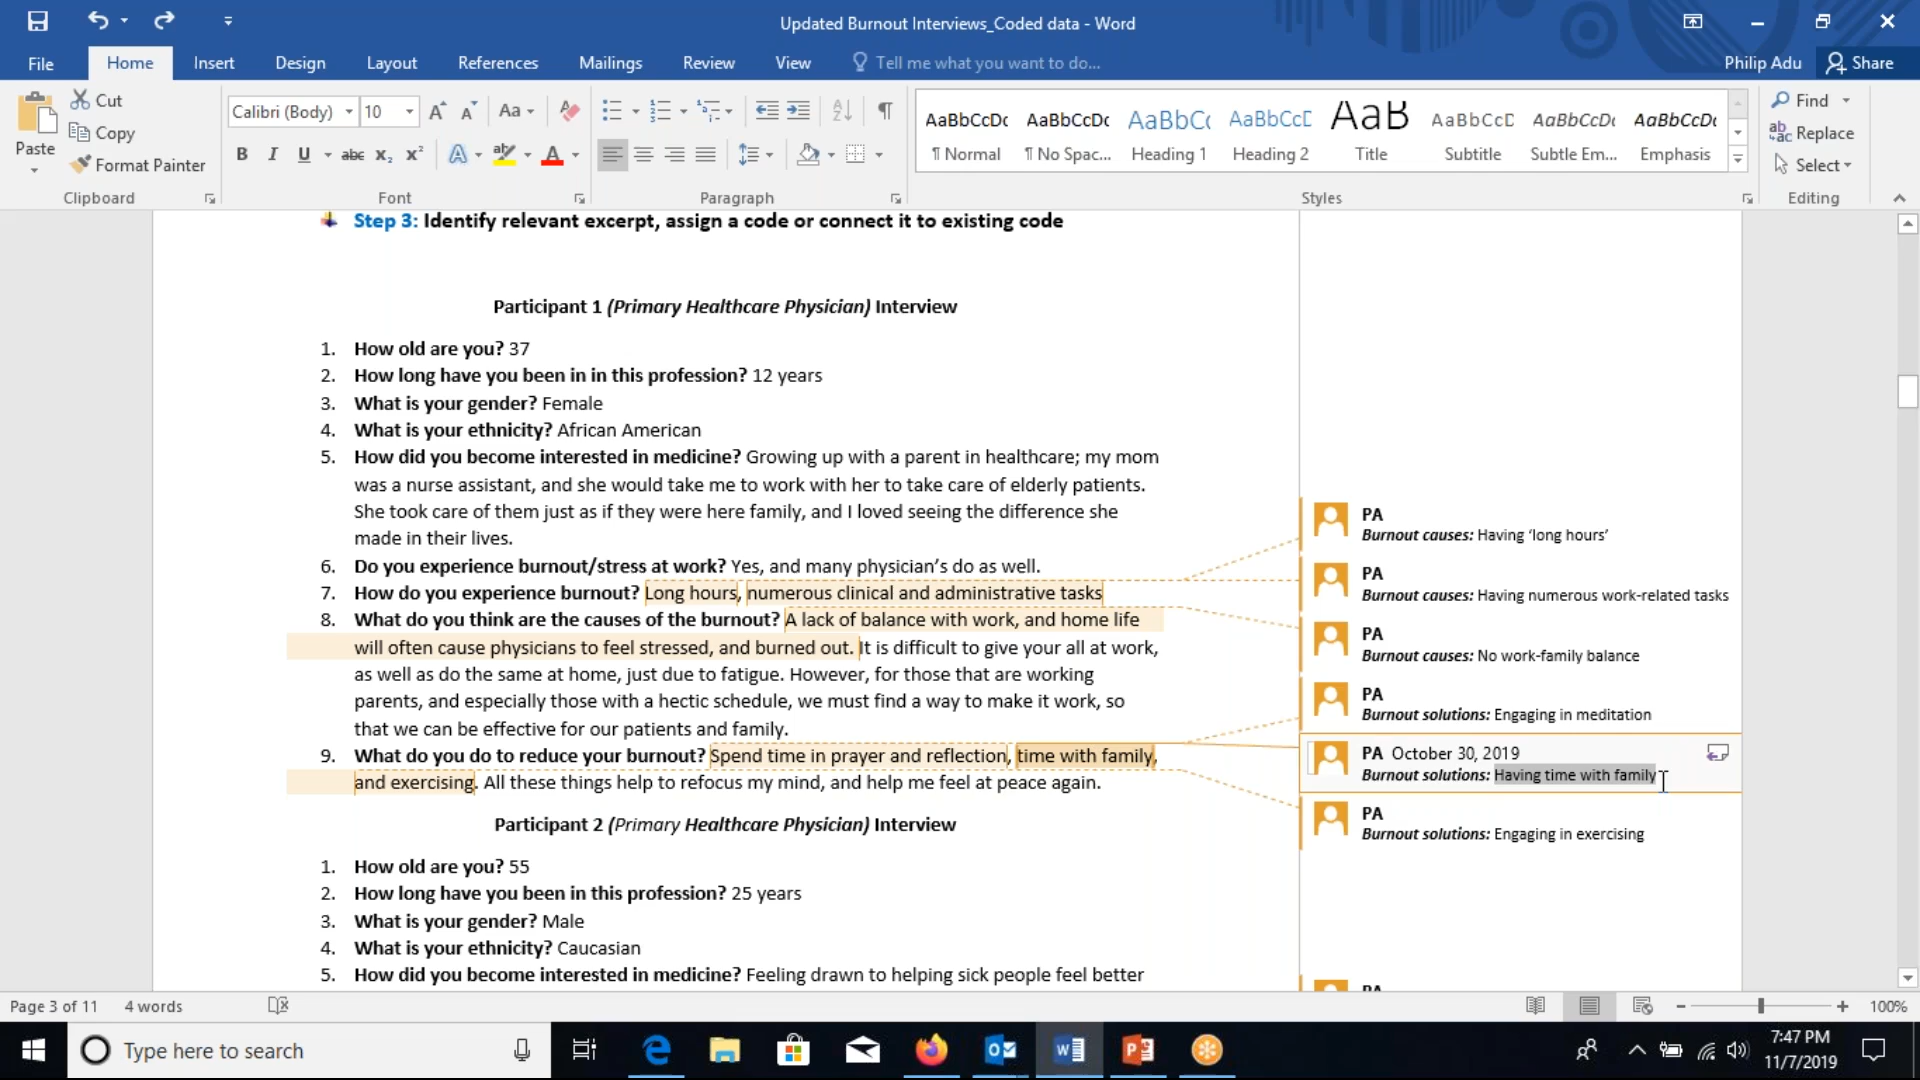 Updated Burnout Interviews_Coded data - Word
File
Home
Insert
Design
Layout
References
Mailings
Review
View
Tell me what you want to do...
Philip Adu
Share
Paste
Cut
Copy
Format Painter
Clipboard
Calibri (Body)
10
Font
Paragraph
AaBbCcDc
¶ Normal
AaBbCcDc
¶ No Spac...
AaBbC(
Heading 1
AaBbCcE
Heading 2
AaB
Title
AaBbCcD
Subtitle
AaBbCcDc
Subtle Em...
AaBbCcDc
Emphasis
Styles
Find
Replace
Select
Editing
Step 3: Identify relevant excerpt, assign a code or connect it to existing code
Participant 1 (Primary Healthcare Physician) Interview
1. How old are you? 37
2. How long have you been in in this profession? 12 years
3. What is your gender? Female
4. What is your ethnicity? African American
5. How did you become interested in medicine? Growing up with a parent in healthcare; my mom
was a nurse assistant, and she would take me to work with her to take care of elderly patients.
She took care of them just as if they were here family, and I loved seeing the difference she
made in their lives.
6. Do you experience burnout/stress at work? Yes, and many physician's do as well.
7. How do you experience burnout? Long hours, numerous clinical and administrative tasks
8. What do you think are the causes of the burnout? A lack of balance with work, and home life
will often cause physicians to feel stressed, and burned out. It is difficult to give your all at work,
as well as do the same at home, just due to fatigue. However, for those that are working
parents, and especially those with a hectic schedule, we must find a way to make it work, so
that we can be effective for our patients and family.
9. What do you do to reduce your burnout? Spend time in prayer and reflection, time with family,
and exercising. All these things help to refocus my mind, and help me feel at peace again.
Participant 2 (Primary Healthcare Physician) Interview
1. How old are you? 55
2. How long have you been in this profession? 25 years
3. What is your gender? Male
4. What is your ethnicity? Caucasian
5. How did you become interested in medicine? Feeling drawn to helping sick people feel better
PA
Burnout causes: Having ‘long hours’
PA
Burnout causes: Having numerous work-related tasks
PA
Burnout causes: No work-family balance
PA
Burnout solutions: Engaging in meditation
PA October 30, 2019
Burnout solutions: Having time with family
PA
Burnout solutions: Engaging in exercising
PA
Page 3 of 11
4 words
100%
Type here to search
7:47 PM
11/7/2019